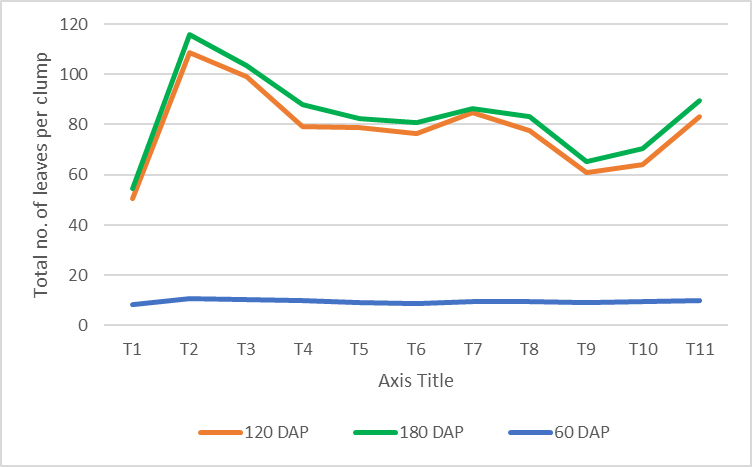 Total no. of leaves per clump
120
100
80
60
40
20
0
T1 T2 T3 T4 T5 T6 T7 T8 T9 T10 T11
Axis Title
120 DAP 180 DAP 60 DAP